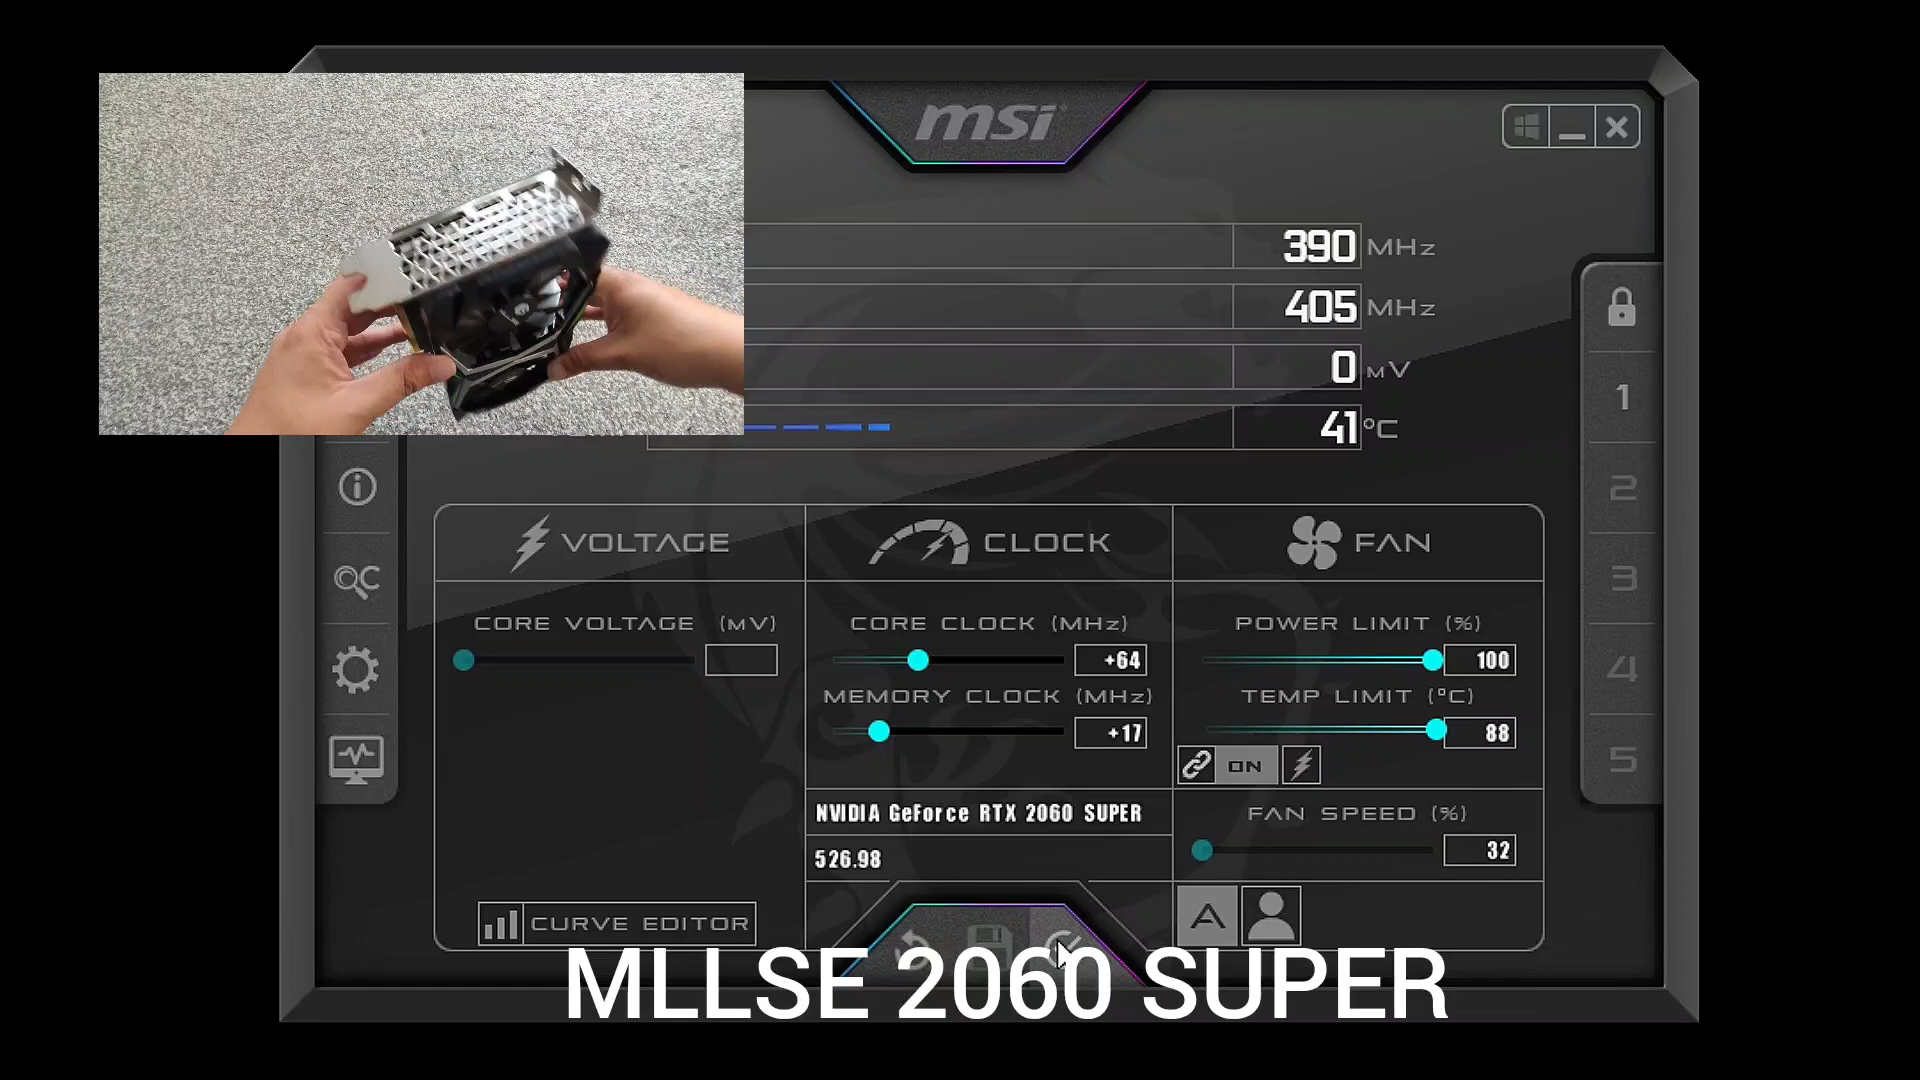 msi
390 MHz
405 MHz
0 MV
41 °C
1
2
3
4
5
VOLTAGE
CLOCK
FAN
CORE VOLTAGE (MV)
CORE CLOCK (MHz)
+64
MEMORY CLOCK (MHz)
+17
POWER LIMIT (%)
100
TEMP LIMIT (°C)
88
ON
NVIDIA GeForce RTX 2060 SUPER
526.98
FAN SPEED (%)
32
A
CURVE EDITOR
MLLSE 2060 SUPER